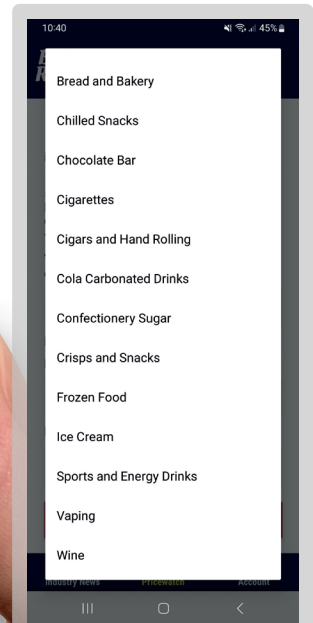 10:40
45%
Bread and Bakery
Chilled Snacks
Chocolate Bar
Cigarettes
Cigars and Hand Rolling
Cola Carbonated Drinks
Confectionery Sugar
Crisps and Snacks
Frozen Food
Ice Cream
Sports and Energy Drinks
Vaping
Wine
Industry News
Pricewatch
Account